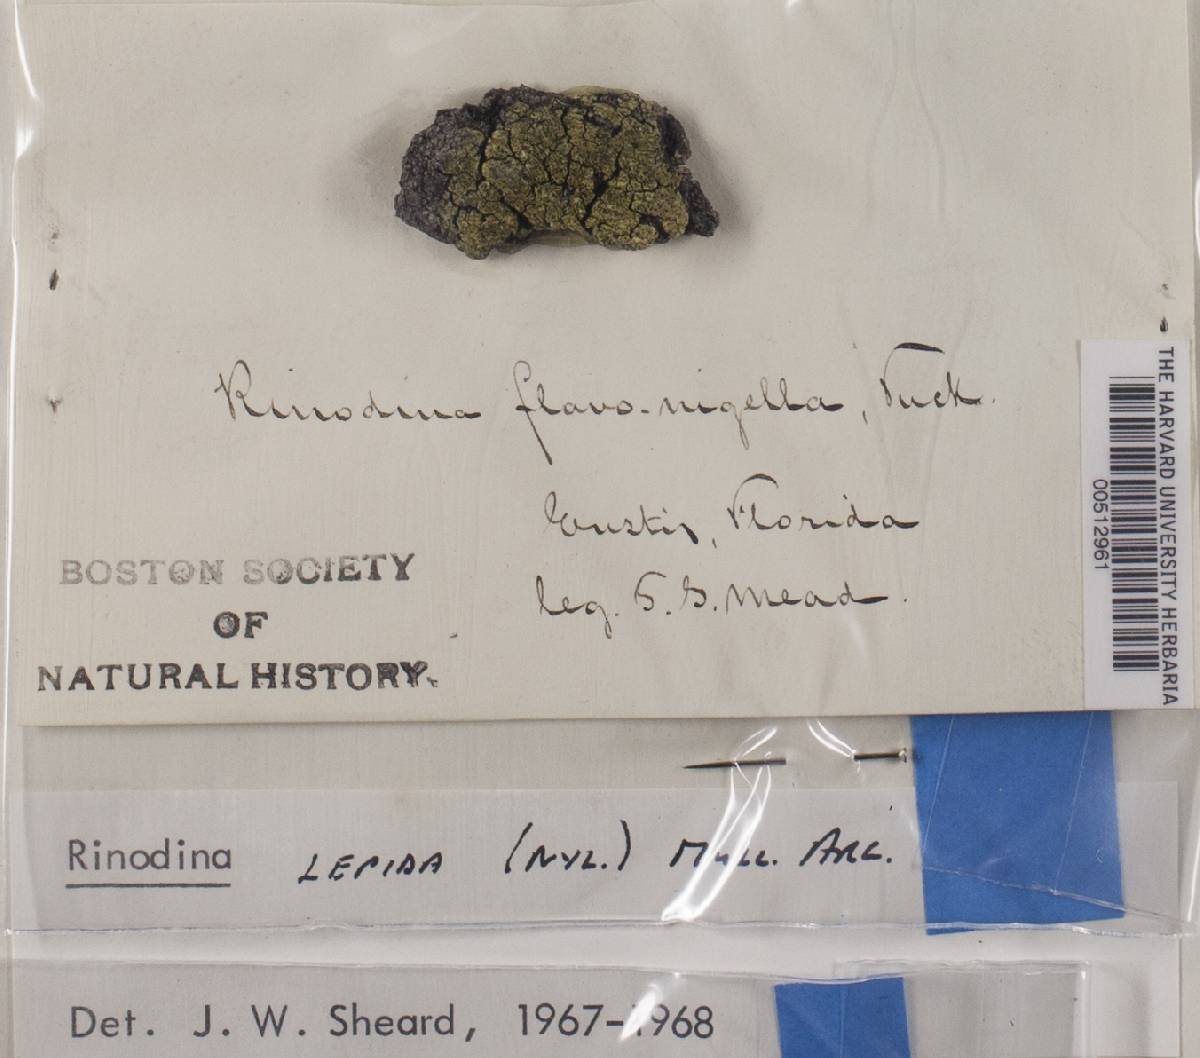 Rinodina flavo-nigella, Tuck.
Eustis, Florida
leg. S. S. Mead.
BOSTON SOCIETY
OF
NATURAL HISTORY.
THE HARVARD UNIVERSITY HERBARIA
00512961
Rinodina LEPIDA (NYL.) MULL. ARG.
Det. J. W. Sheard, 1967-1968